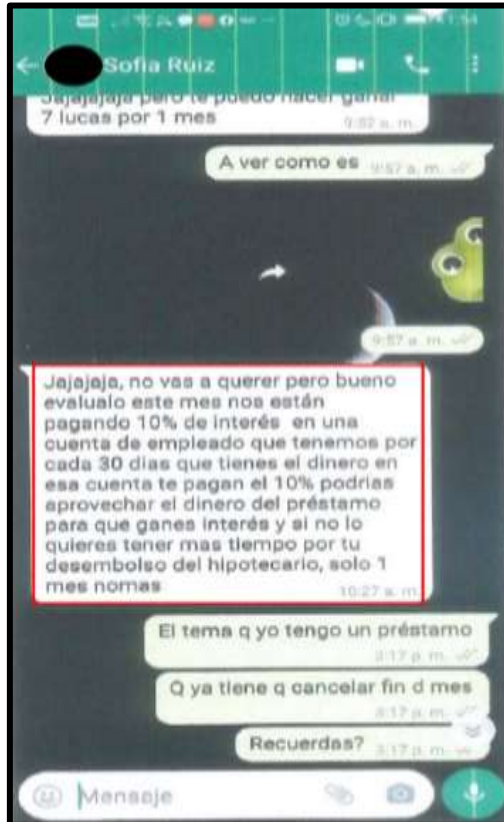 1:54
Sofia Ruiz
Jajajajaja pero te puedo hacer ganar
7 lucas por 1 mes
9:52 a. m.
A ver como es
9:57 a. m.
9:57 a. m.
Jajajaja, no vas a querer pero bueno
evalualo este mes nos están
pagando 10% de interés en una
cuenta de empleado que tenemos por
cada 30 dias que tienes el dinero en
esa cuenta te pagan el 10% podrias
aprovechar el dinero del préstamo
para que ganes interés y si no lo
quieres tener mas tiempo por tu
desembolso del hipotecario, solo 1
mes nomas
10:27 a. m.
El tema q yo tengo un préstamo
3:17 p. m.
Q ya tiene q cancelar fin d mes
3:17 p. m.
Recuerdas?
3:17 p. m.
Mensaje